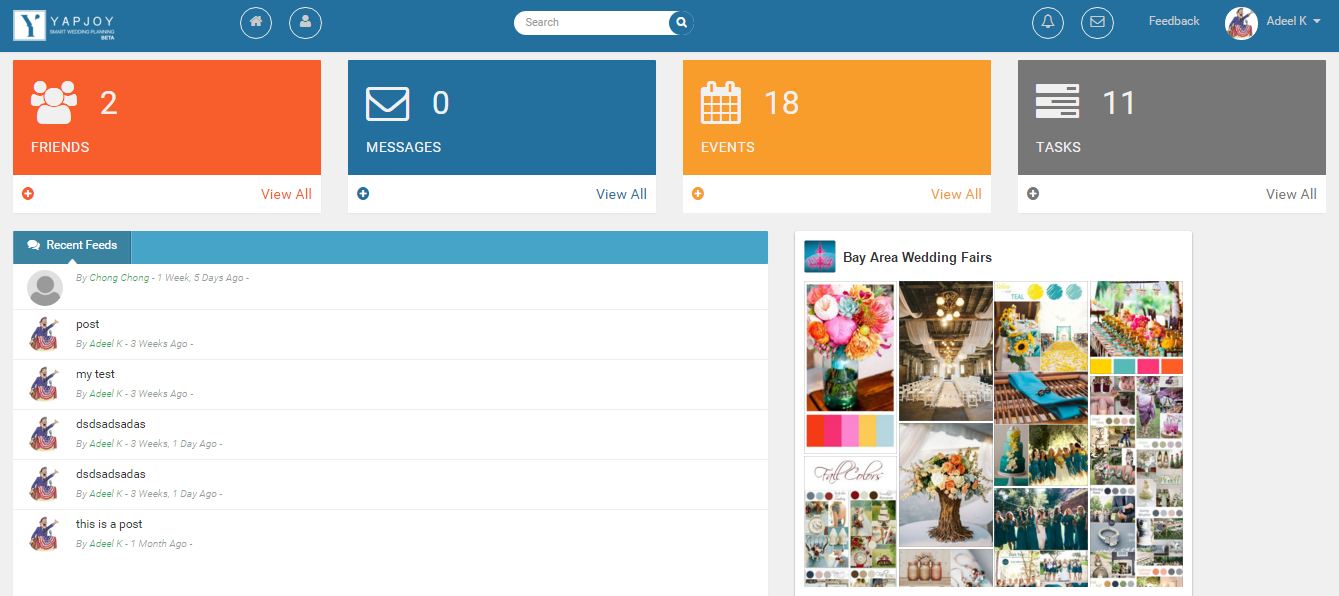 YAPJOY
SMART WEDDING PLANNING
BETA
Search
Feedback
Adeel K
2
FRIENDS
View All
0
MESSAGES
View All
18
EVENTS
View All
11
TASKS
View All
Recent Feeds
By Chong Chong - 1 Week, 5 Days Ago -
post
By Adeel K - 3 Weeks Ago -
my test
By Adeel K - 3 Weeks Ago -
dsdsadsadas
By Adeel K - 3 Weeks, 1 Day Ago -
dsdsadsadas
By Adeel K - 3 Weeks, 1 Day Ago -
this is a post
By Adeel K - 1 Month Ago -
Bay Area Wedding Fairs
TEAL
Fall Colors